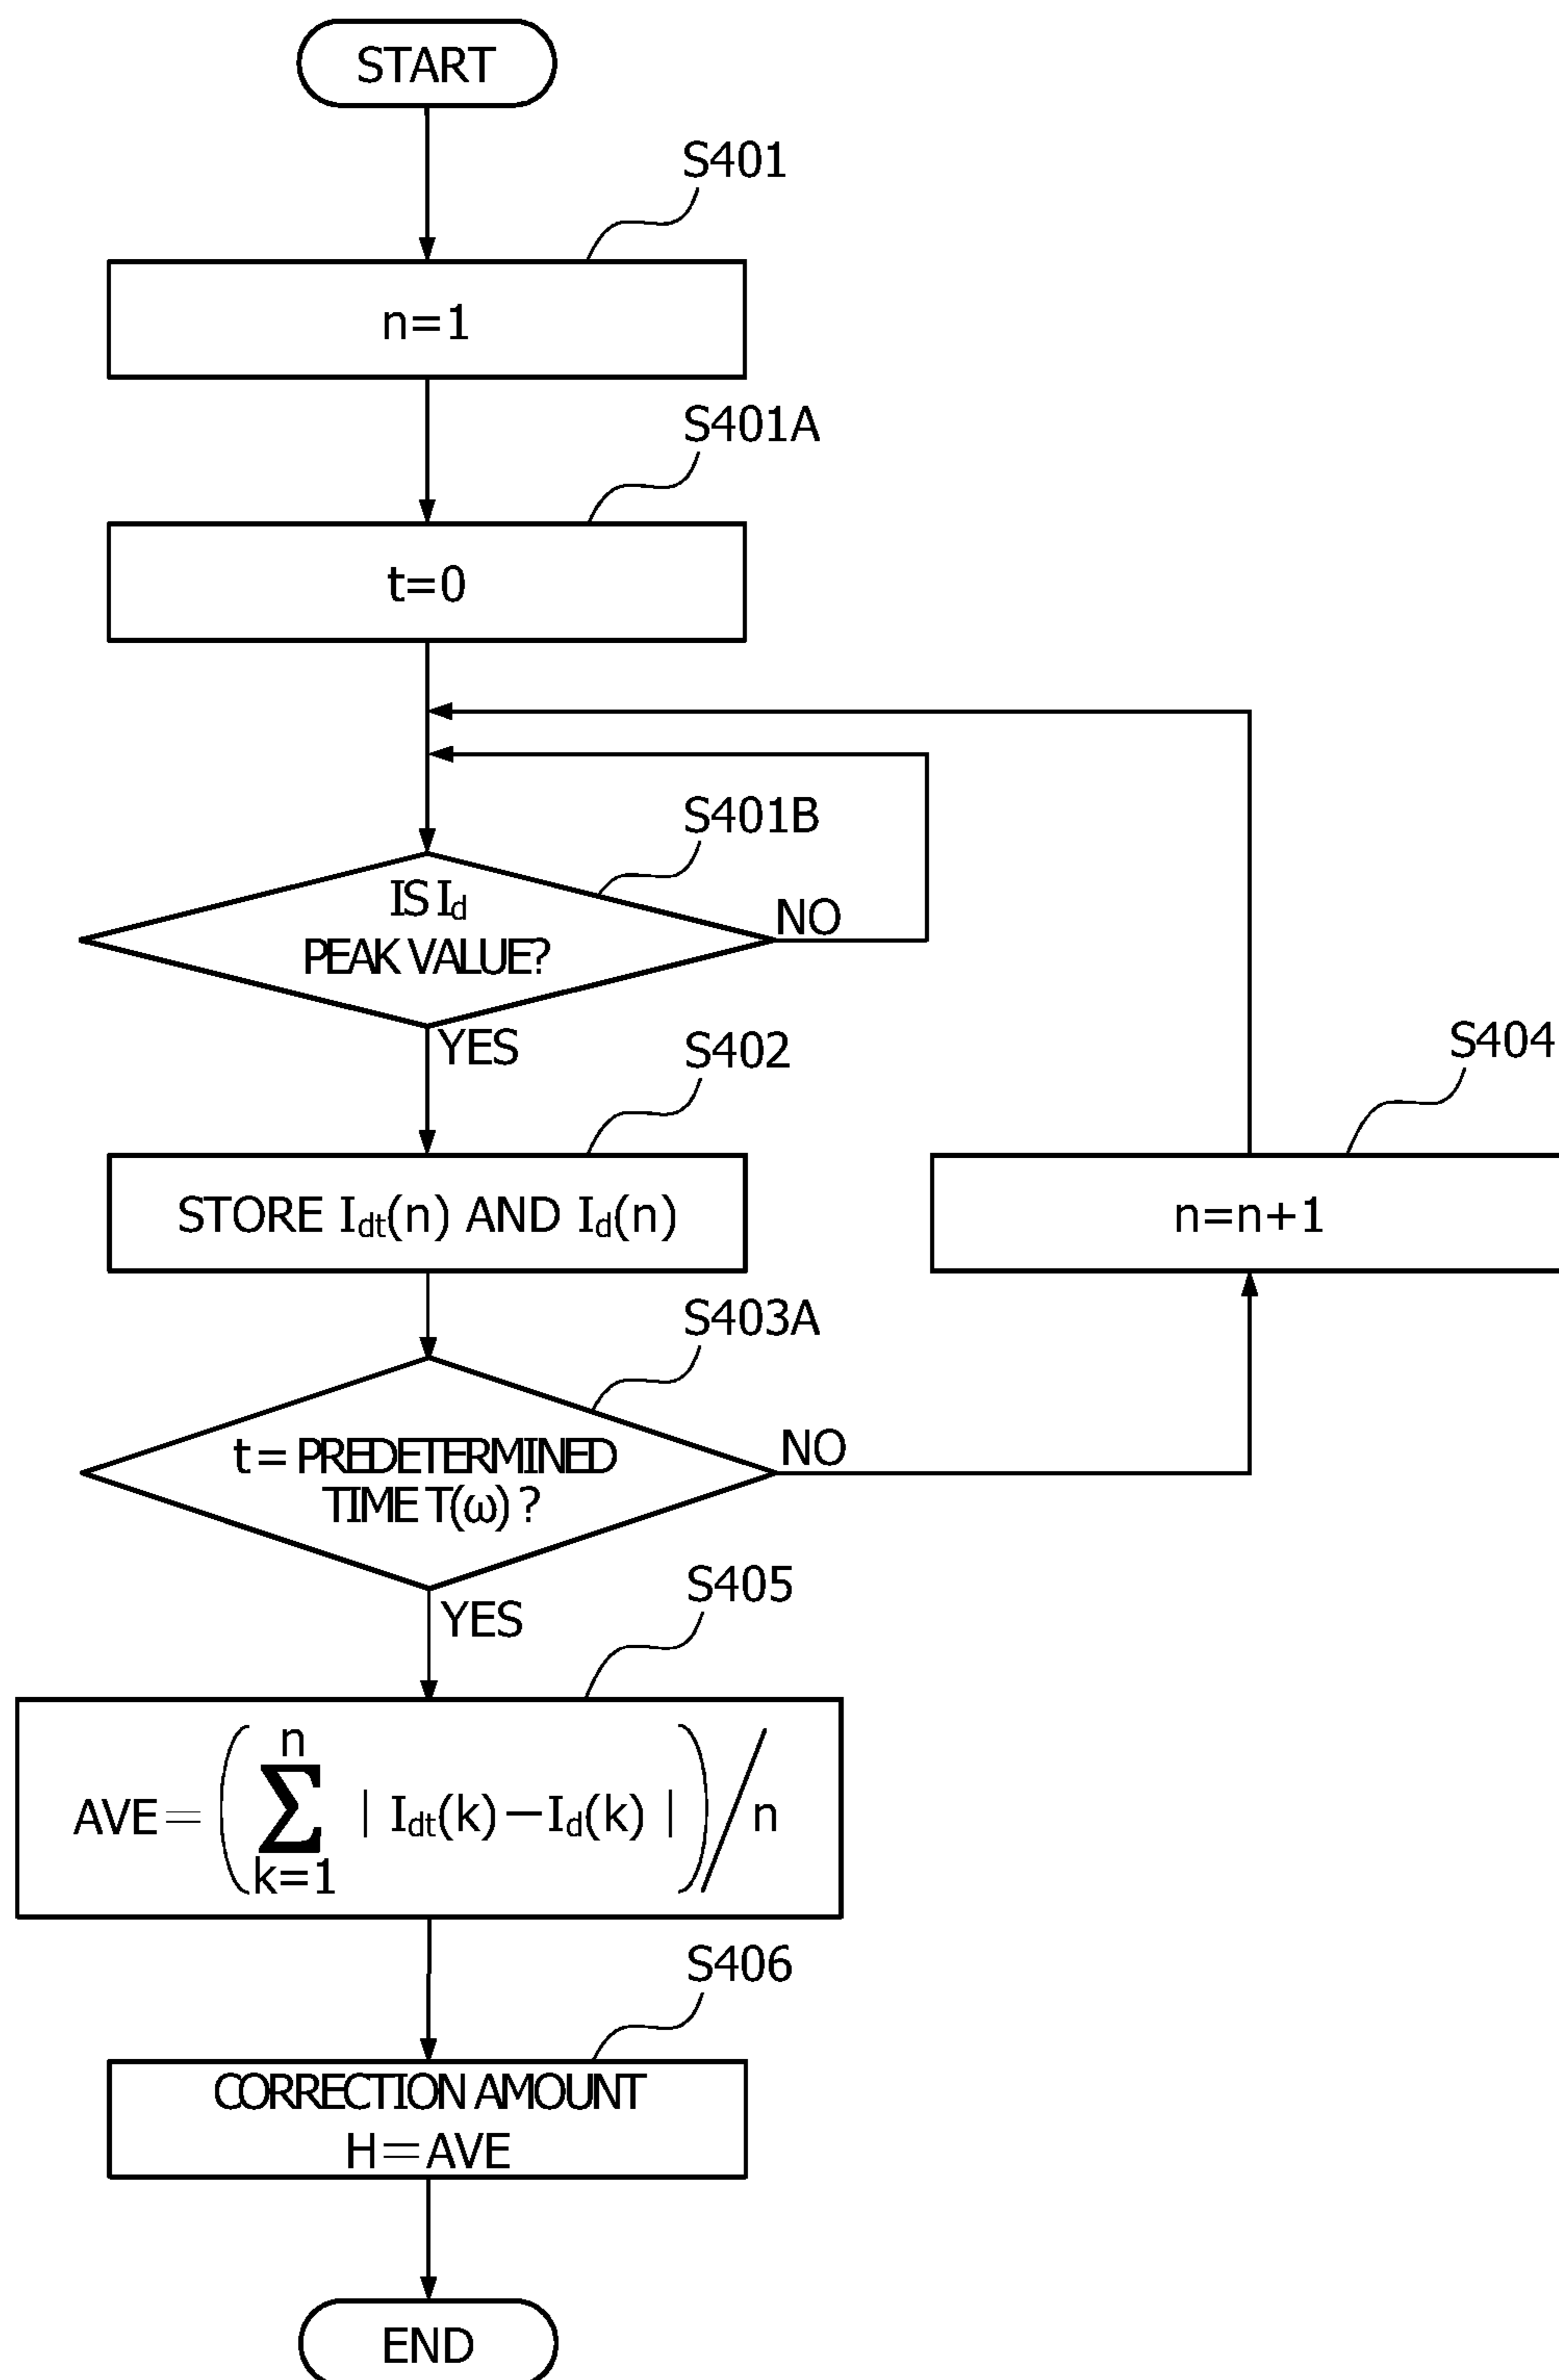 START
S401
n=1
S401A
t=0
S401B
IS Id
PEAK VALUE?
NO
YES
S402
STORE Idt(n) AND Id(n)
S404
n=n+1
S403A
t=PREDETERMINED
TIME T(ω) ?
NO
YES
S405
AVE=(∑ n k=1 | Idt(k)−Id(k) |)/n
S406
CORRECTION AMOUNT
H=AVE
END